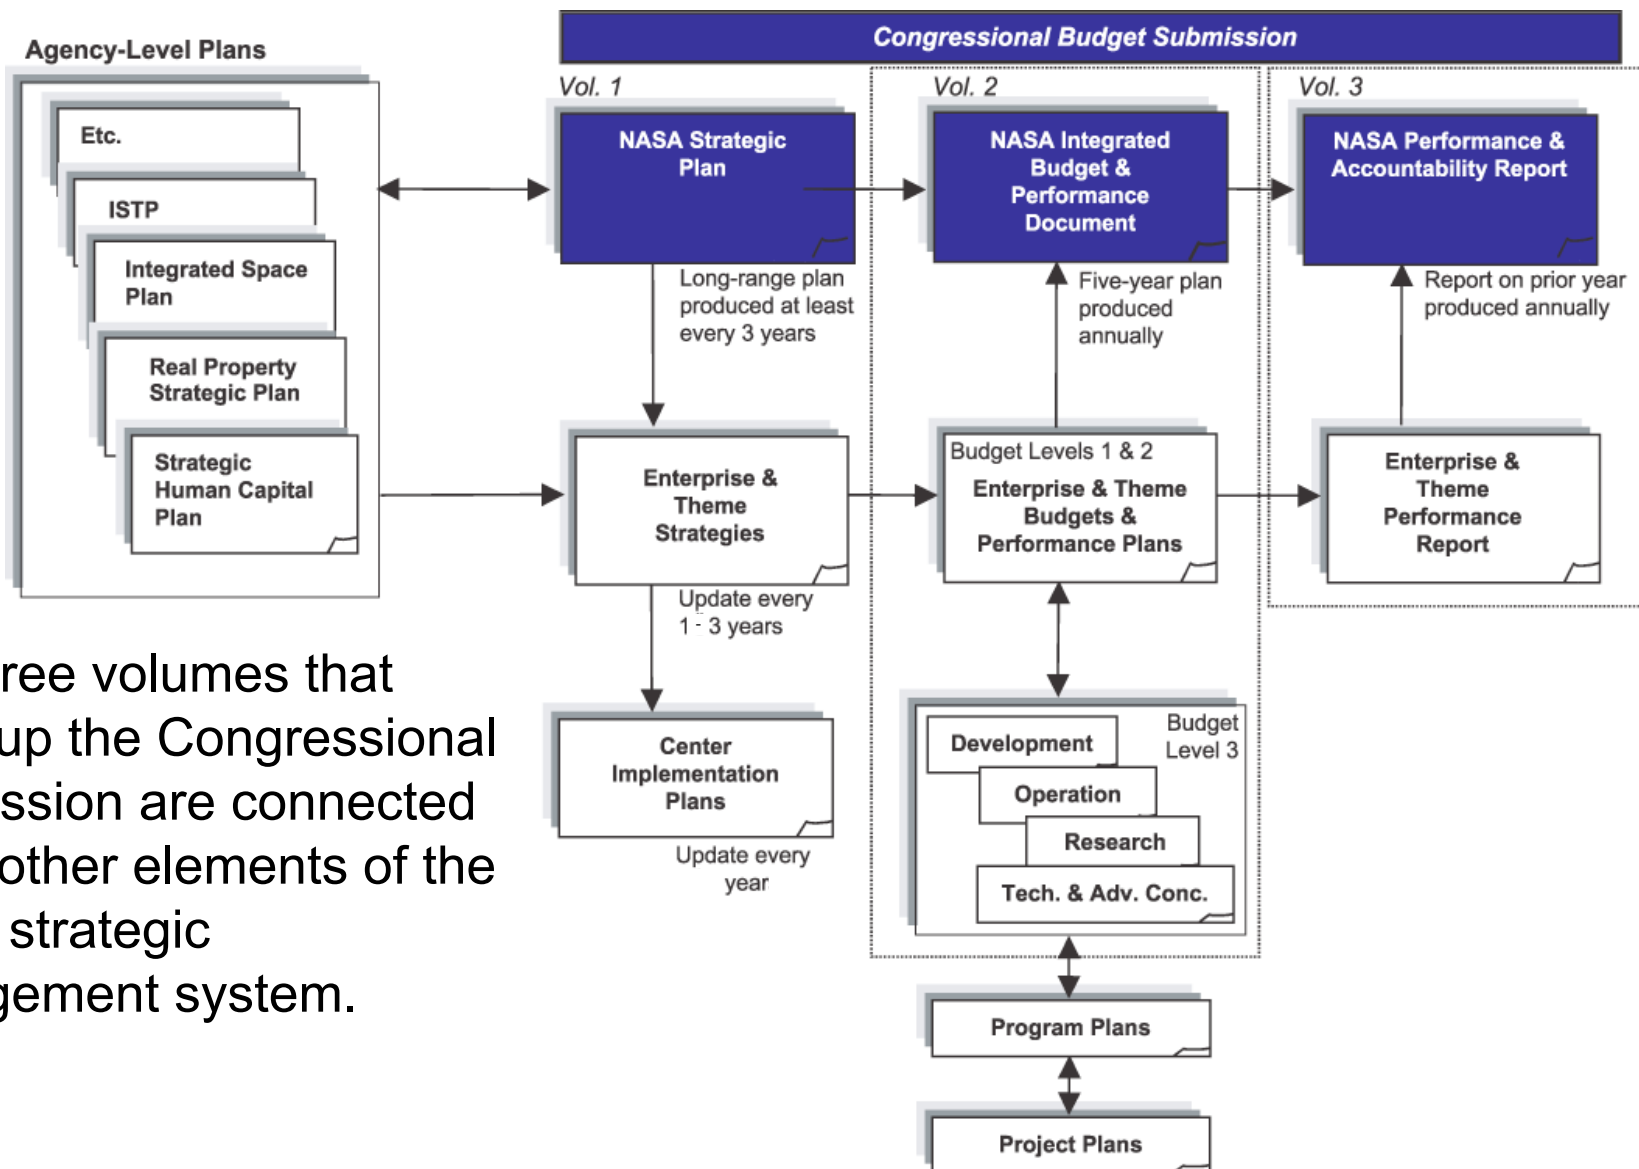 Congressional Budget Submission
Agency-Level Plans
Etc.
ISTP
Integrated Space
Plan
Real Property
Strategic Plan
Strategic
Human Capital
Plan
Vol. 1
NASA Strategic
Plan
Long-range plan
produced at least
every 3 years
Enterprise &
Theme
Strategies
Update every
1 - 3 years
Center
Implementation
Plans
Update every
year
Vol. 2
NASA Integrated
Budget &
Performance
Document
Five-year plan
produced
annually
Budget Levels 1 & 2
Enterprise & Theme
Budgets &
Performance Plans
Budget
Level 3
Development
Operation
Research
Tech. & Adv. Conc.
Program Plans
Project Plans
Vol. 3
NASA Performance &
Accountability Report
Report on prior year
produced annually
Enterprise &
Theme
Performance
Report
ree volumes that
up the Congressional
ssion are connected
other elements of the
strategic
gement system.